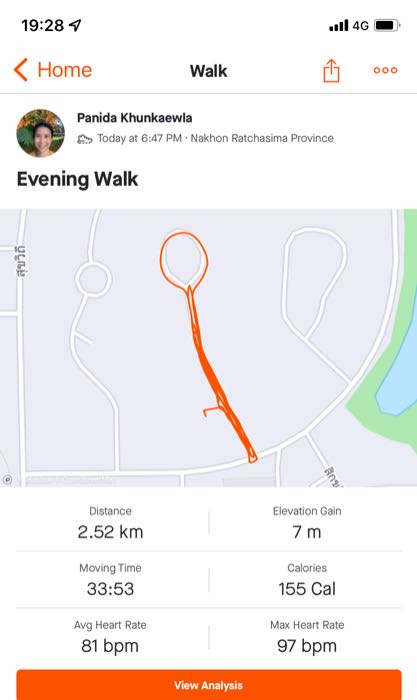 19:28
4G
Home
Walk
Panida Khunkaewla
Today at 6:47 PM · Nakhon Ratchasima Province
Evening Walk
สุขวิถี
Distance
2.52 km
Elevation Gain
7 m
Moving Time
33:53
Calories
155 Cal
Avg Heart Rate
81 bpm
Max Heart Rate
97 bpm
View Analysis